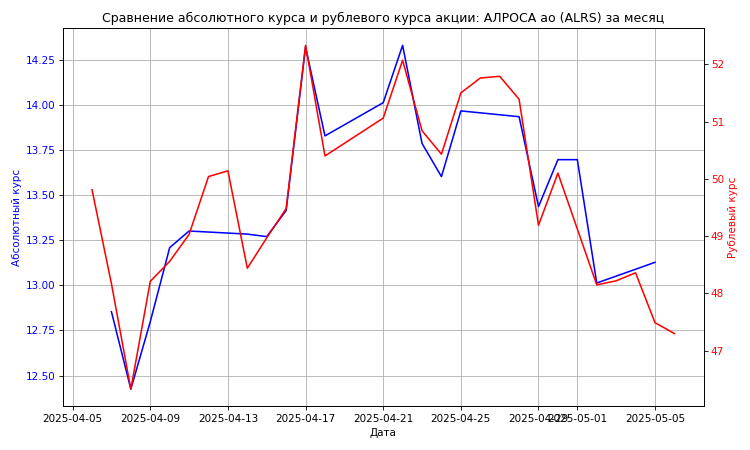 Сравнение абсолютного курса и рублевого курса акции: АЛРОСА ао (ALRS) за месяц
Абсолютный курс
14.25
14.00
13.75
13.50
13.25
13.00
12.75
12.50
52
51
50
49
48
47
Рублевый курс
2025-04-05 2025-04-09 2025-04-13 2025-04-17 2025-04-21 2025-04-25 2025-04-29 2025-05-01 2025-05-05
Дата